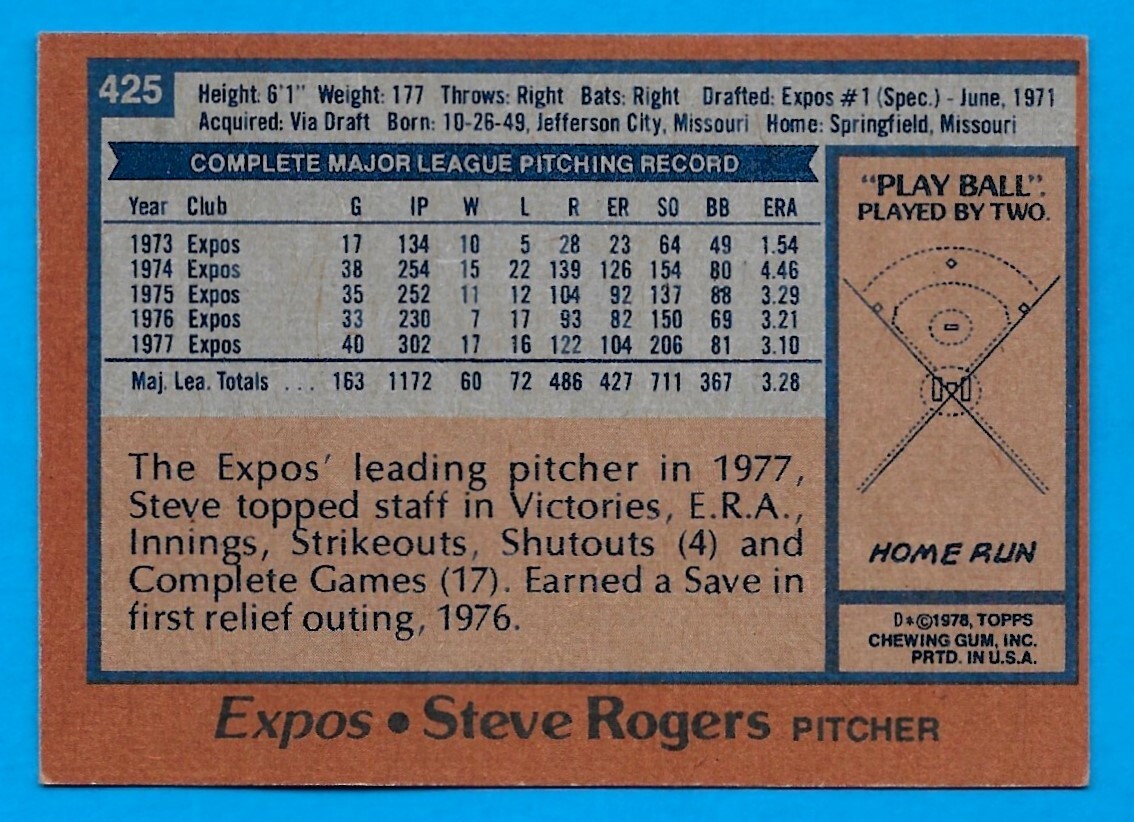 425
Height: 6'1" Weight: 177 Throws: Right Bats: Right Drafted: Expos #1 (Spec.) - June, 1971
Acquired: Via Draft Born: 10-26-49, Jefferson City, Missouri Home: Springfield, Missouri
COMPLETE MAJOR LEAGUE PITCHING RECORD
Year Club G IP W L R ER SO BB ERA
1973 Expos 17 134 10 5 28 23 64 49 1.54
1974 Expos 38 254 15 22 139 126 154 80 4.46
1975 Expos 35 252 11 12 104 92 137 88 3.29
1976 Expos 33 230 7 17 93 82 150 69 3.21
1977 Expos 40 302 17 16 122 104 206 81 3.10
Maj. Lea. Totals ... 163 1172 60 72 486 427 711 367 3.28
The Expos' leading pitcher in 1977,
Steve topped staff in Victories, E.R.A.,
Innings, Strikeouts, Shutouts (4) and
Complete Games (17). Earned a Save in
first relief outing, 1976.
"PLAY BALL".
PLAYED BY TWO.
HOME RUN
D*©1978, TOPPS
CHEWING GUM, INC.
PRTD. IN U.S.A.
Expos • Steve Rogers PITCHER